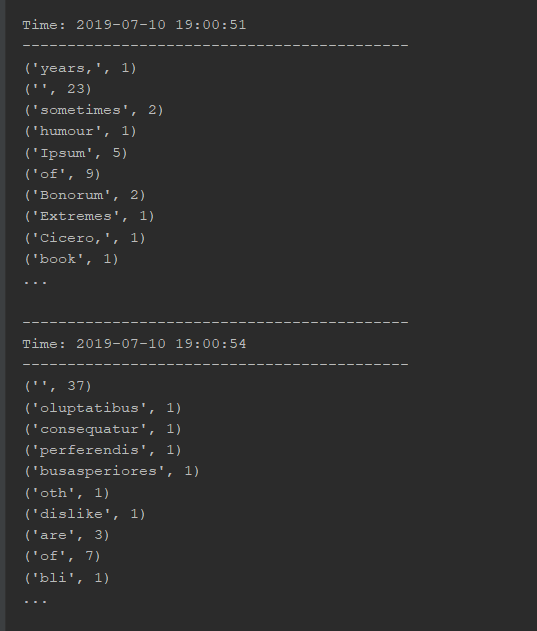 Time: 2019-07-10 19:00:51
-------------------------------------------
('years,', 1)
('', 23)
('sometimes', 2)
('humour', 1)
('Ipsum', 5)
('of', 9)
('Bonorum', 2)
('Extremes', 1)
('Cicero,', 1)
('book', 1)
...
-------------------------------------------
Time: 2019-07-10 19:00:54
-------------------------------------------
('', 37)
('oluptatibus', 1)
('consequatur', 1)
('perferendis', 1)
('busasperiores', 1)
('oth', 1)
('dislike', 1)
('are', 3)
('of', 7)
('bli', 1)
...